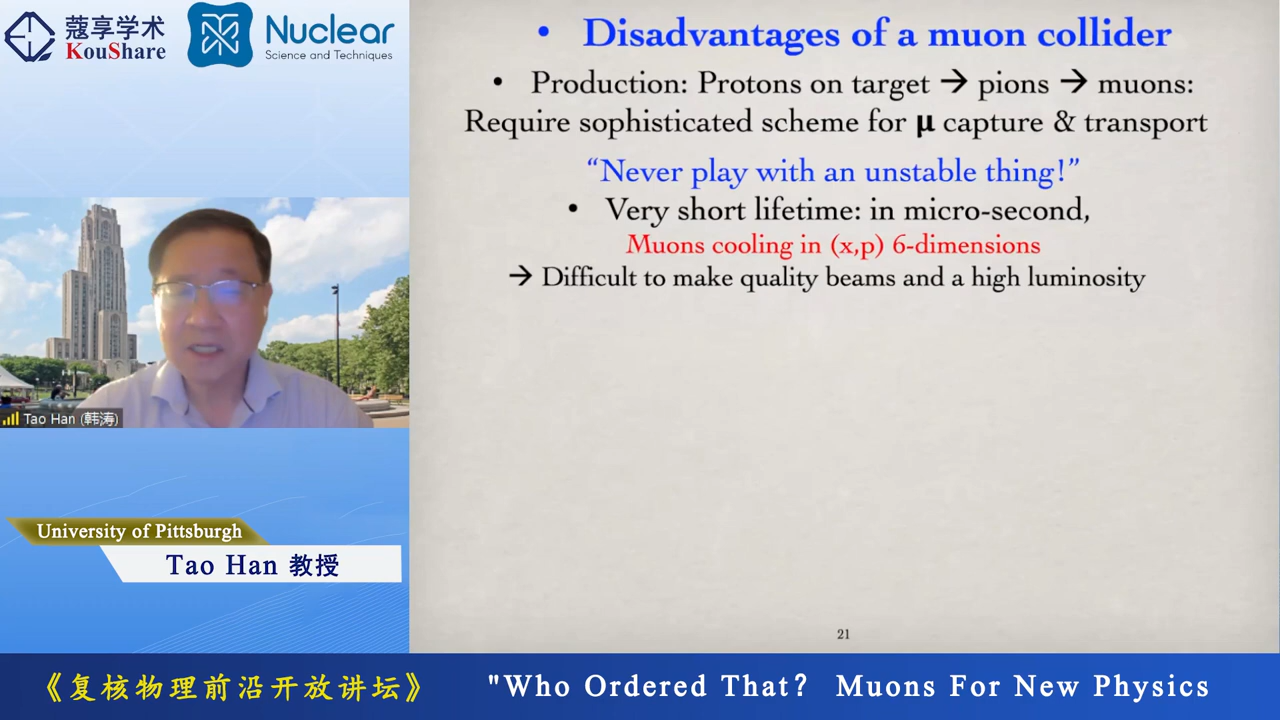 蔻享学术
KouShare
Nuclear
Science and Techniques
• Disadvantages of a muon collider
• Production: Protons on target → pions → muons:
Require sophisticated scheme for μ capture & transport
“Never play with an unstable thing!”
• Very short lifetime: in micro-second,
Muons cooling in (x,p) 6-dimensions
→ Difficult to make quality beams and a high luminosity
21
Tao Han (韩涛)
University of Pittsburgh
Tao Han 教授
《复核物理前沿开放讲坛》
"Who Ordered That? Muons For New Physics